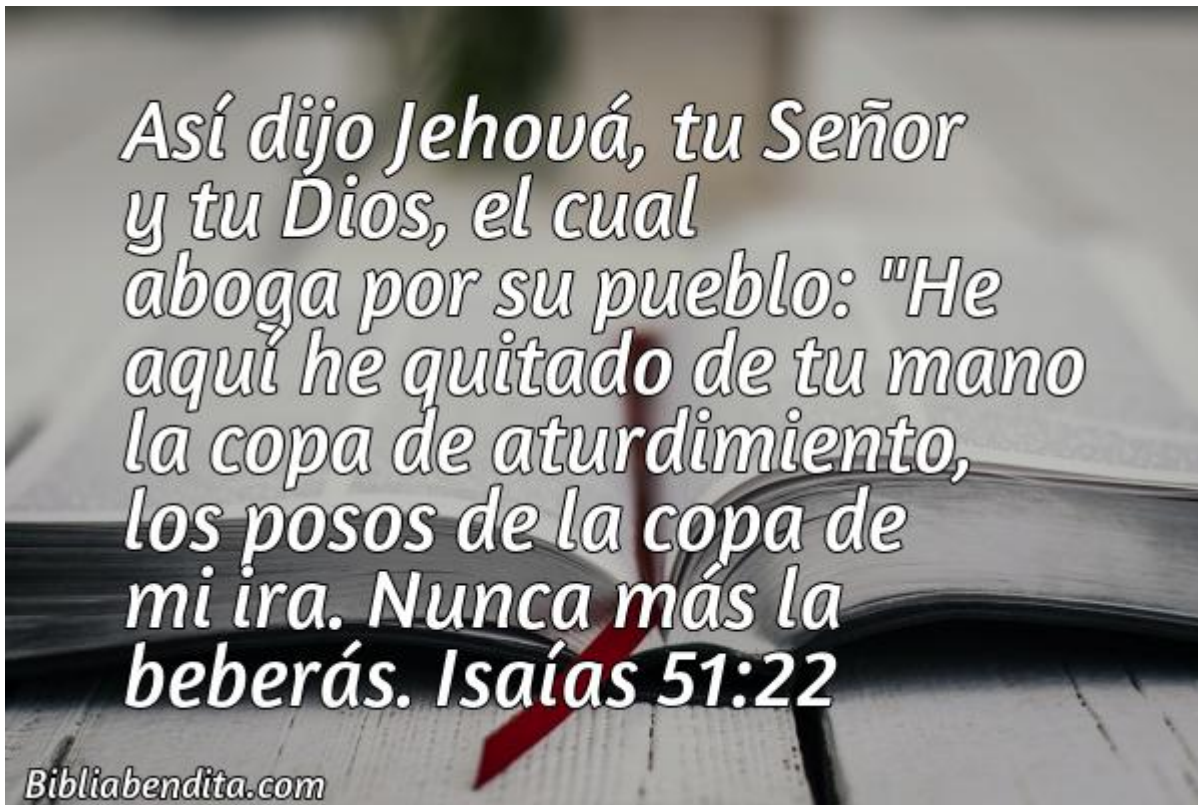 Así dijo Jehová, tu Señor
y tu Dios, el cual
aboga por su pueblo: "He
aquí he quitado de tu mano
la copa de aturdimiento,
los posos de la copa de
mi ira. Nunca más la
beberás. Isaías 51:22
Bibliabendita.com